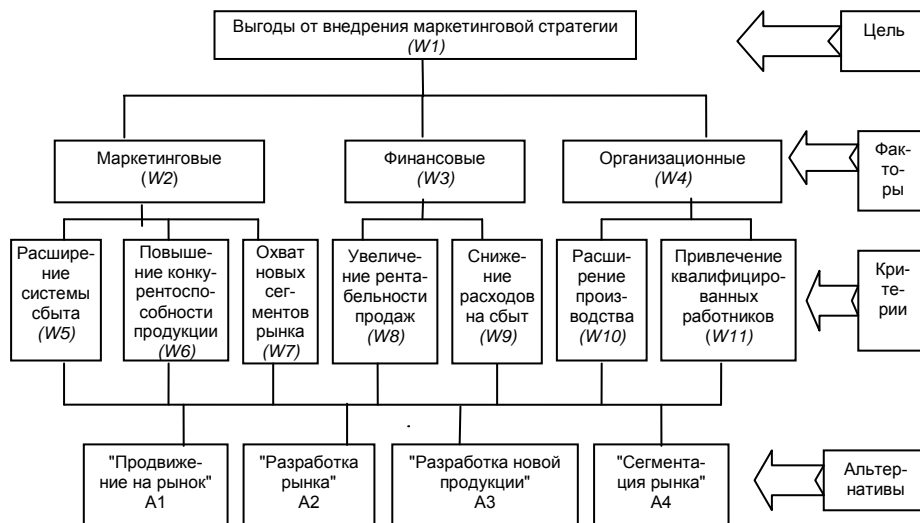 Выгоды от внедрения маркетинговой стратегии
(W1)
Цель
Маркетинговые
(W2)
Финансовые
(W3)
Организационные
(W4)
Фак-
то-
ры
Расшире-
ние
системы
сбыта
(W5)
Повыше-
ние конку-
рентоспо-
собности
продукции
(W6)
Охват
новых
сег-
ментов
рынка
(W7)
Увеличе-
ние рента-
бельности
продаж
(W8)
Сни-
жение
расходов
на сбыт
(W9)
Расши-
рение
произ-
водства
(W10)
Привлечение
квалифициро-
ванных
работников
(W11)
Кри-
те-
рии
"Продвиже-
ние на рынок"
А1
"Разработка
рынка"
А2
"Разработка новой
продукции"
А3
"Сегмента-
ция рынка"
А4
Альтер-
нативы